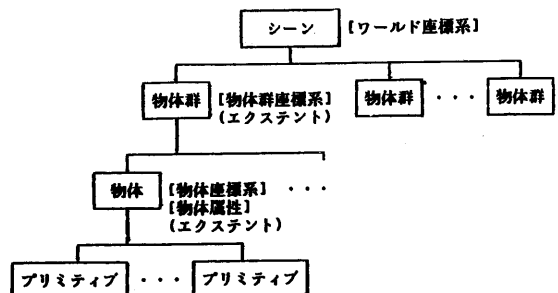 シーン [ワールド座標系]
物体群 [物体群座標系] 物体群 ・・・ 物体群
(エクステント)
物体 [物体座標系] ・・・
[物体属性]
(エクステント)
プリミティブ ・・・ プリミティブ